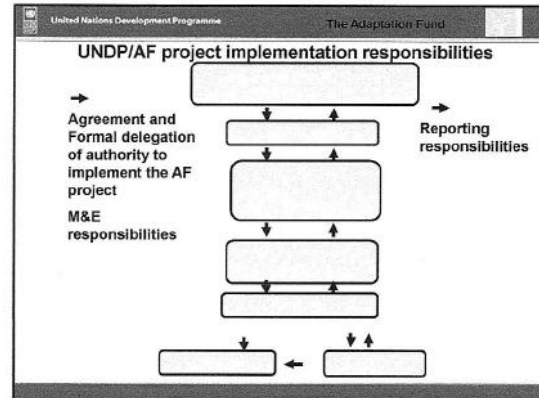 United Nations Development Programme
The Adaptation Fund
UNDP/AF project implementation responsibilities
Agreement and
Formal delegation
of authority to
implement the AF
project
M&E
responsibilities
Reporting
responsibilities